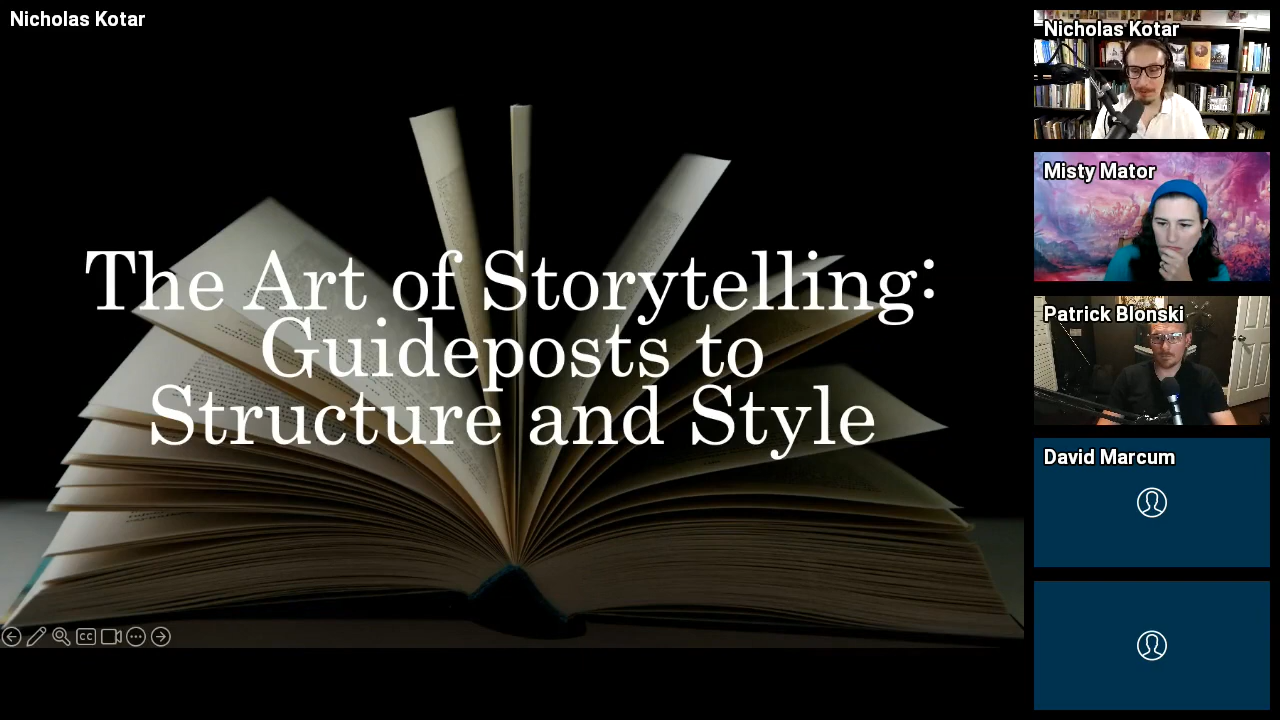 Nicholas Kotar
The Art of Storytelling:
Guideposts to
Structure and Style
CC
Nicholas Kotar
Misty Mator
Patrick Blonski
David Marcum